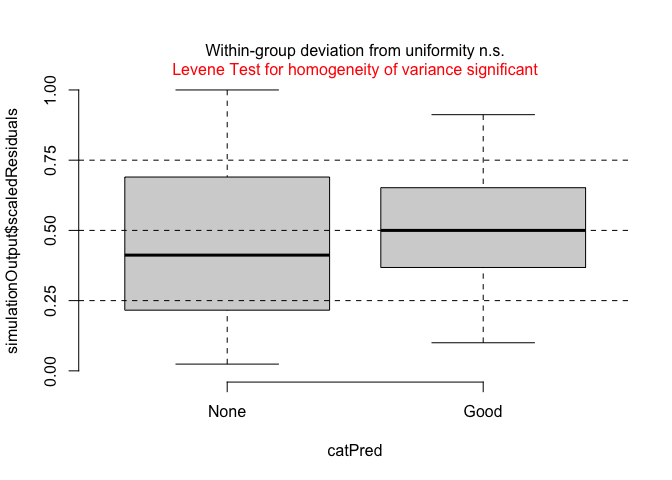 Within-group deviation from uniformity n.s.
Levene Test for homogeneity of variance significant
simulationOutput$scaledResiduals
1.00
0.75
0.50
0.25
0.00
None
Good
catPred